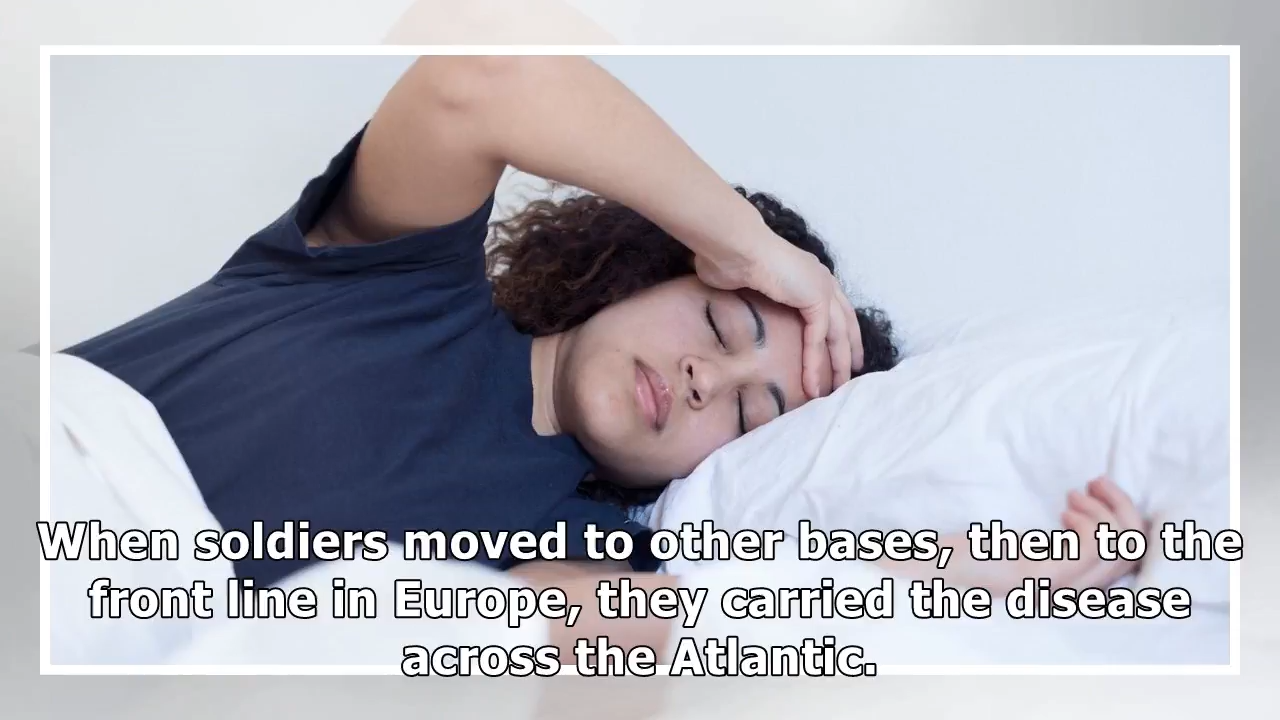 When soldiers moved to other bases, then to the
front line in Europe, they carried the disease
across the Atlantic.